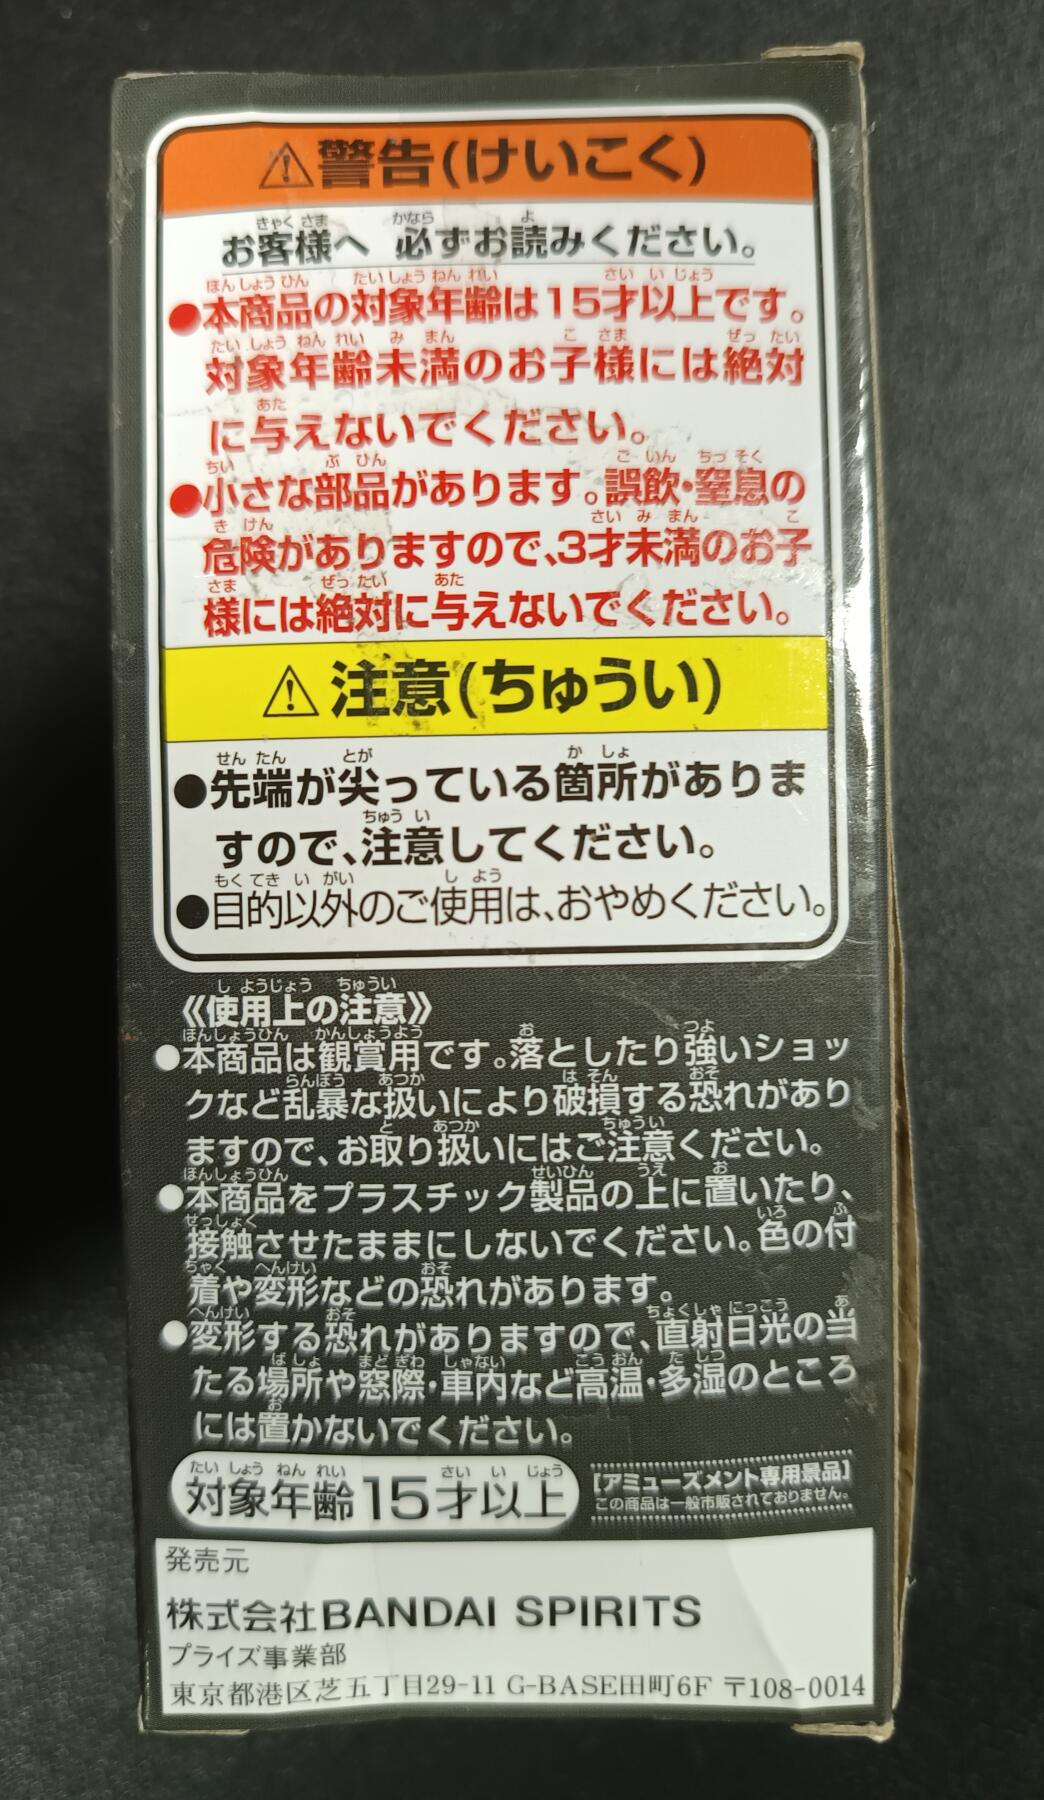 ⚠警告(けいこく)
お客様へ 必ずお読みください。
●本商品の対象年齢は15才以上です。
対象年齢未満のお子様には絶対
に与えないでください。
●小さな部品があります。誤飲・窒息の
危険がありますので、3才未満のお子
様には絶対に与えないでください。
⚠注意(ちゅうい)
●先端が尖っている箇所がありま
すので、注意してください。
●目的以外のご使用は、おやめください。
《使用上の注意》
●本商品は観賞用です。落としたり強いショッ
クなど乱暴な扱いにより破損する恐れがあり
ますので、お取り扱いにはご注意ください。
●本商品をプラスチック製品の上に置いたり、
接触させたままにしないでください。色の付
着や変形などの恐れがあります。
●変形する恐れがありますので、直射日光の当
たる場所や窓際・車内など高温・多湿のところ
には置かないでください。
対象年齢15才以上
[アミューズメント専用景品]
この商品は一般市販されておりません。
発売元
株式会社BANDAI SPIRITS
プライズ事業部
東京都港区芝五丁目29-11 G-BASE田町6F 〒108-0014